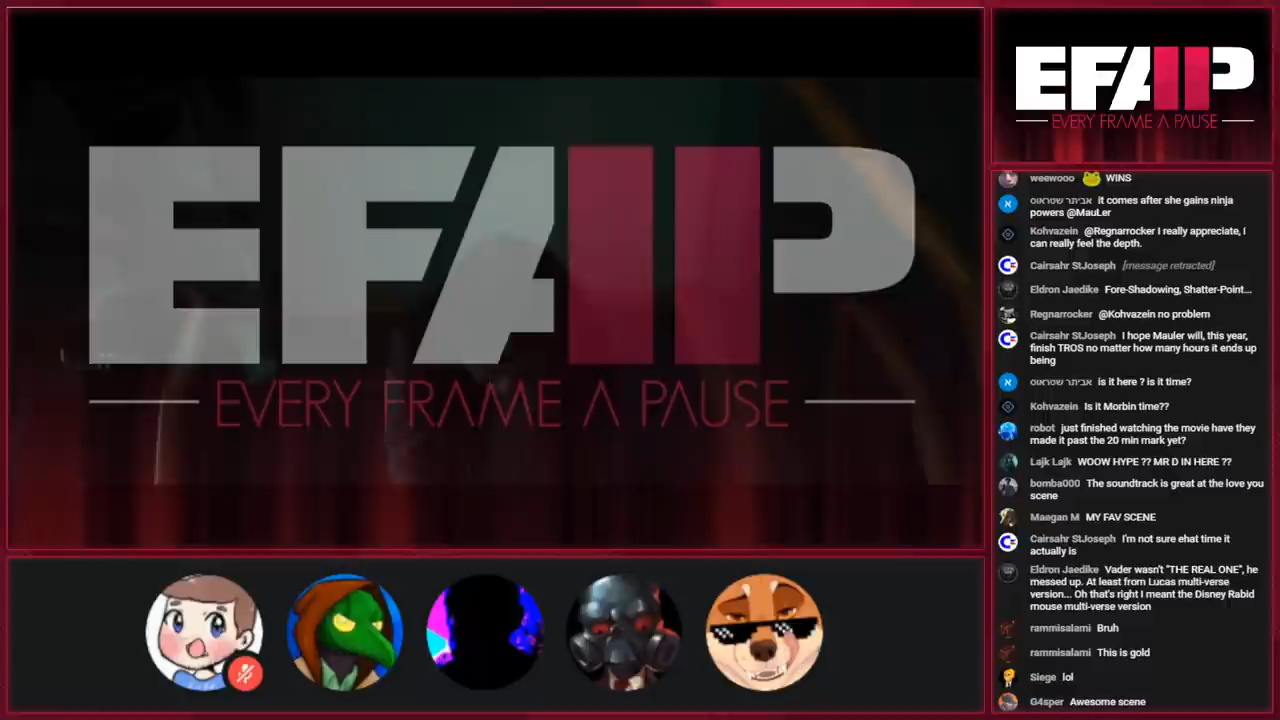 EFAP
EVERY FRAME A PAUSE
EFAP
EVERY FRAME A PAUSE
weewooo WINS
אביתר שטראוס it comes after she gains ninja
powers @MauLer
Kohvazein @Regnarrocker I really appreciate, I
can really feel the depth.
Cairsahr StJoseph [message retracted]
Eldron Jaedike Fore-Shadowing, Shatter-Point...
Regnarrocker @Kohvazein no problem
Cairsahr StJoseph I hope Mauler will, this year,
finish TROS no matter how many hours it ends up
being
אביתר שטראוס is it here ? is it time?
Kohvazein Is it Morbin time??
robot just finished watching the movie have they
made it past the 20 min mark yet?
Lajk Lajk WOOW HYPE ?? MR D IN HERE ??
bomba000 The soundtrack is great at the love you
scene
Maegan M MY FAV SCENE
Cairsahr StJoseph I'm not sure ehat time it
actually is
Eldron Jaedike Vader wasn't "THE REAL ONE", he
messed up. At least from Lucas multi-verse
version... Oh that's right I meant the Disney Rabid
mouse multi-verse version
rammisalami Bruh
rammisalami This is gold
Siege lol
G4sper Awesome scene